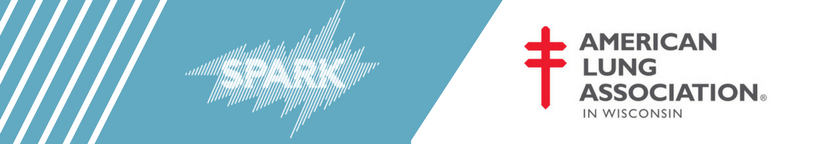 SPARK
AMERICAN
LUNG
ASSOCIATION®
IN WISCONSIN